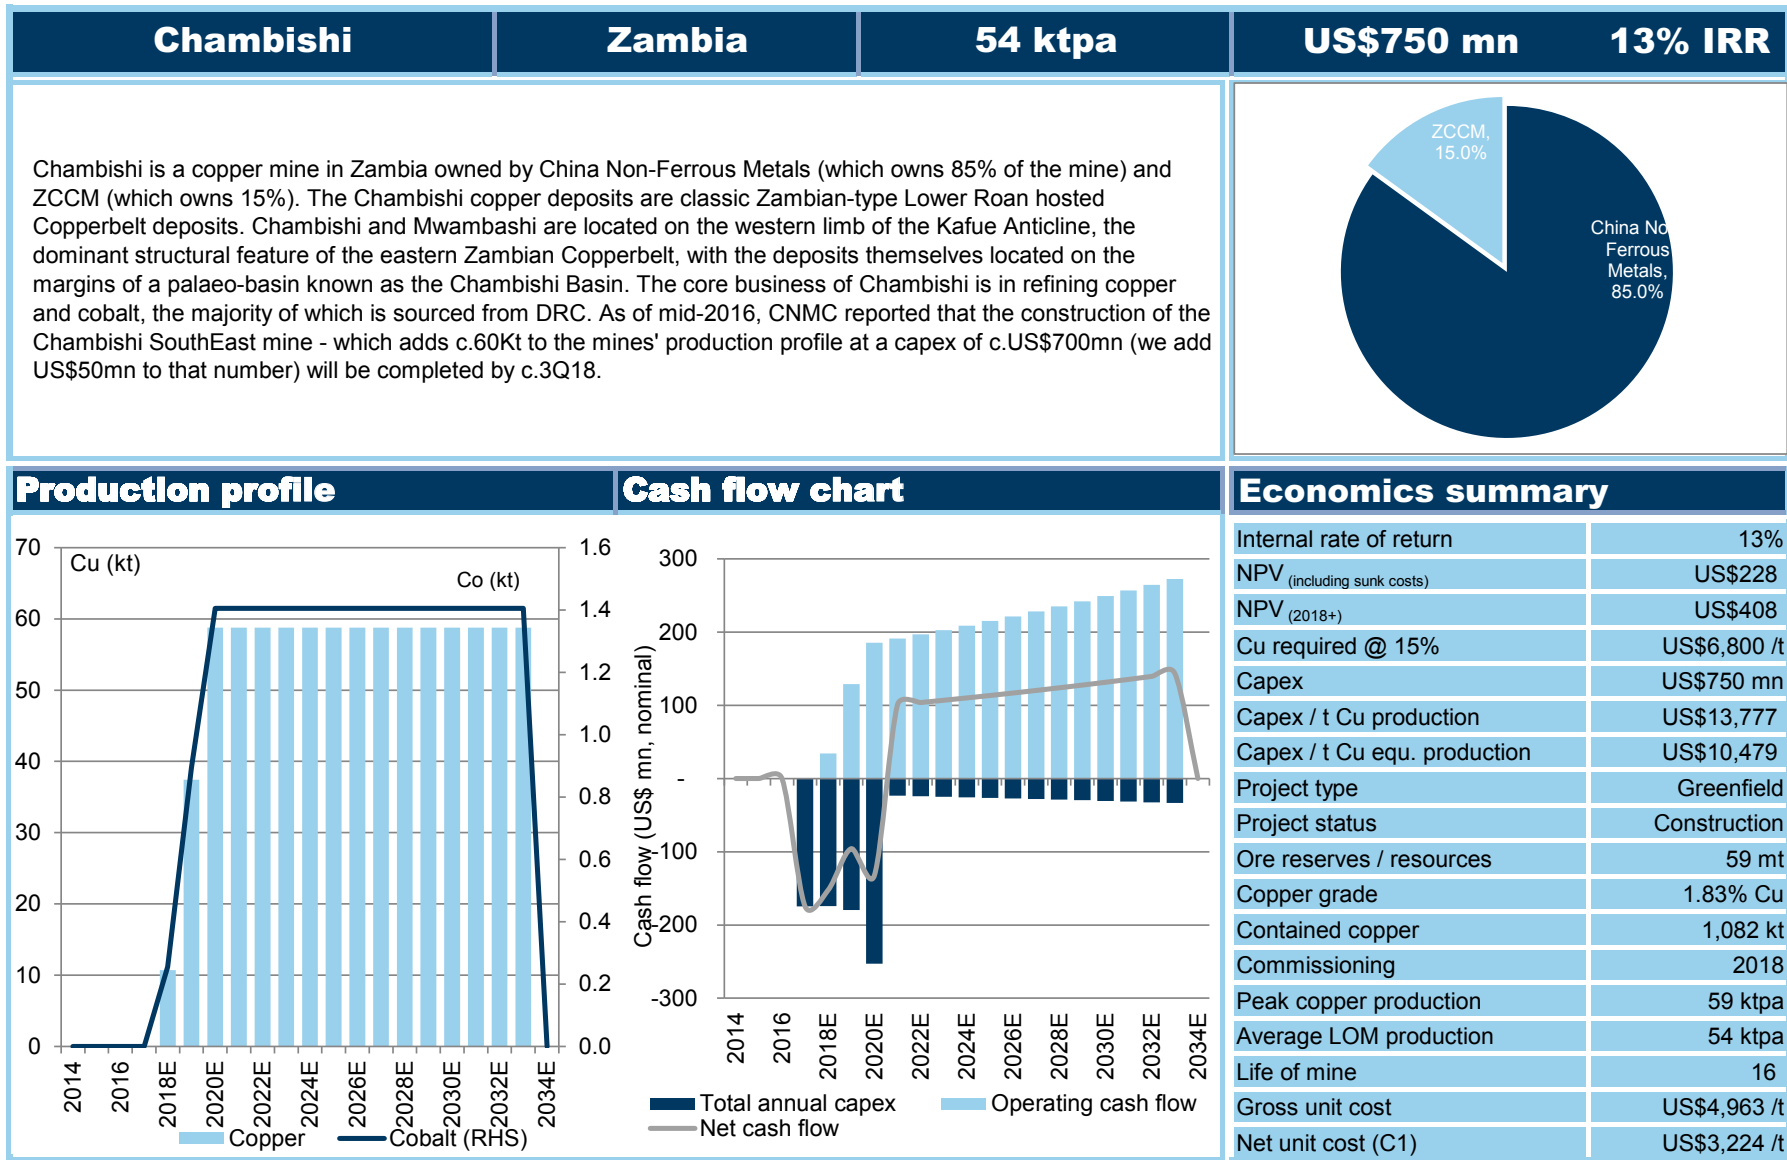 Chambishi
Zambia
54 ktpa
US$750 mn
13% IRR
Chambishi is a copper mine in Zambia owned by China Non-Ferrous Metals (which owns 85% of the mine) and
ZCCM (which owns 15%). The Chambishi copper deposits are classic Zambian-type Lower Roan hosted
Copperbelt deposits. Chambishi and Mwambashi are located on the western limb of the Kafue Anticline, the
dominant structural feature of the eastern Zambian Copperbelt, with the deposits themselves located on the
margins of a palaeo-basin known as the Chambishi Basin. The core business of Chambishi is in refining copper
and cobalt, the majority of which is sourced from DRC. As of mid-2016, CNMC reported that the construction of the
Chambishi SouthEast mine - which adds c.60Kt to the mines' production profile at a capex of c.US$700mn (we add
US$50mn to that number) will be completed by c.3Q18.
ZCCM,
15.0%
China No
Ferrous
Metals,
85.0%
Production profile
70
60
50
40
30
20
10
0
Cu (kt)
Co (kt)
1.6
1.4
1.2
1.0
0.8
0.6
0.4
0.2
0.0
2014
2016
2018E
2020E
2022E
2024E
2026E
2028E
2030E
2032E
2034E
Copper
Cobalt (RHS)
Cash flow chart
Cash flow (US$ mn, nominal)
300
200
100
-
-100
-200
-300
2014
2016
2018E
2020E
2022E
2024E
2026E
2028E
2030E
2032E
2034E
Total annual capex
Operating cash flow
Net cash flow
Economics summary
Internal rate of return 13%
NPV (including sunk costs) US$228
NPV (2018+) US$408
Cu required @ 15% US$6,800 /t
Capex US$750 mn
Capex / t Cu production US$13,777
Capex / t Cu equ. production US$10,479
Project type Greenfield
Project status Construction
Ore reserves / resources 59 mt
Copper grade 1.83% Cu
Contained copper 1,082 kt
Commissioning 2018
Peak copper production 59 ktpa
Average LOM production 54 ktpa
Life of mine 16
Gross unit cost US$4,963 /t
Net unit cost (C1) US$3,224 /t